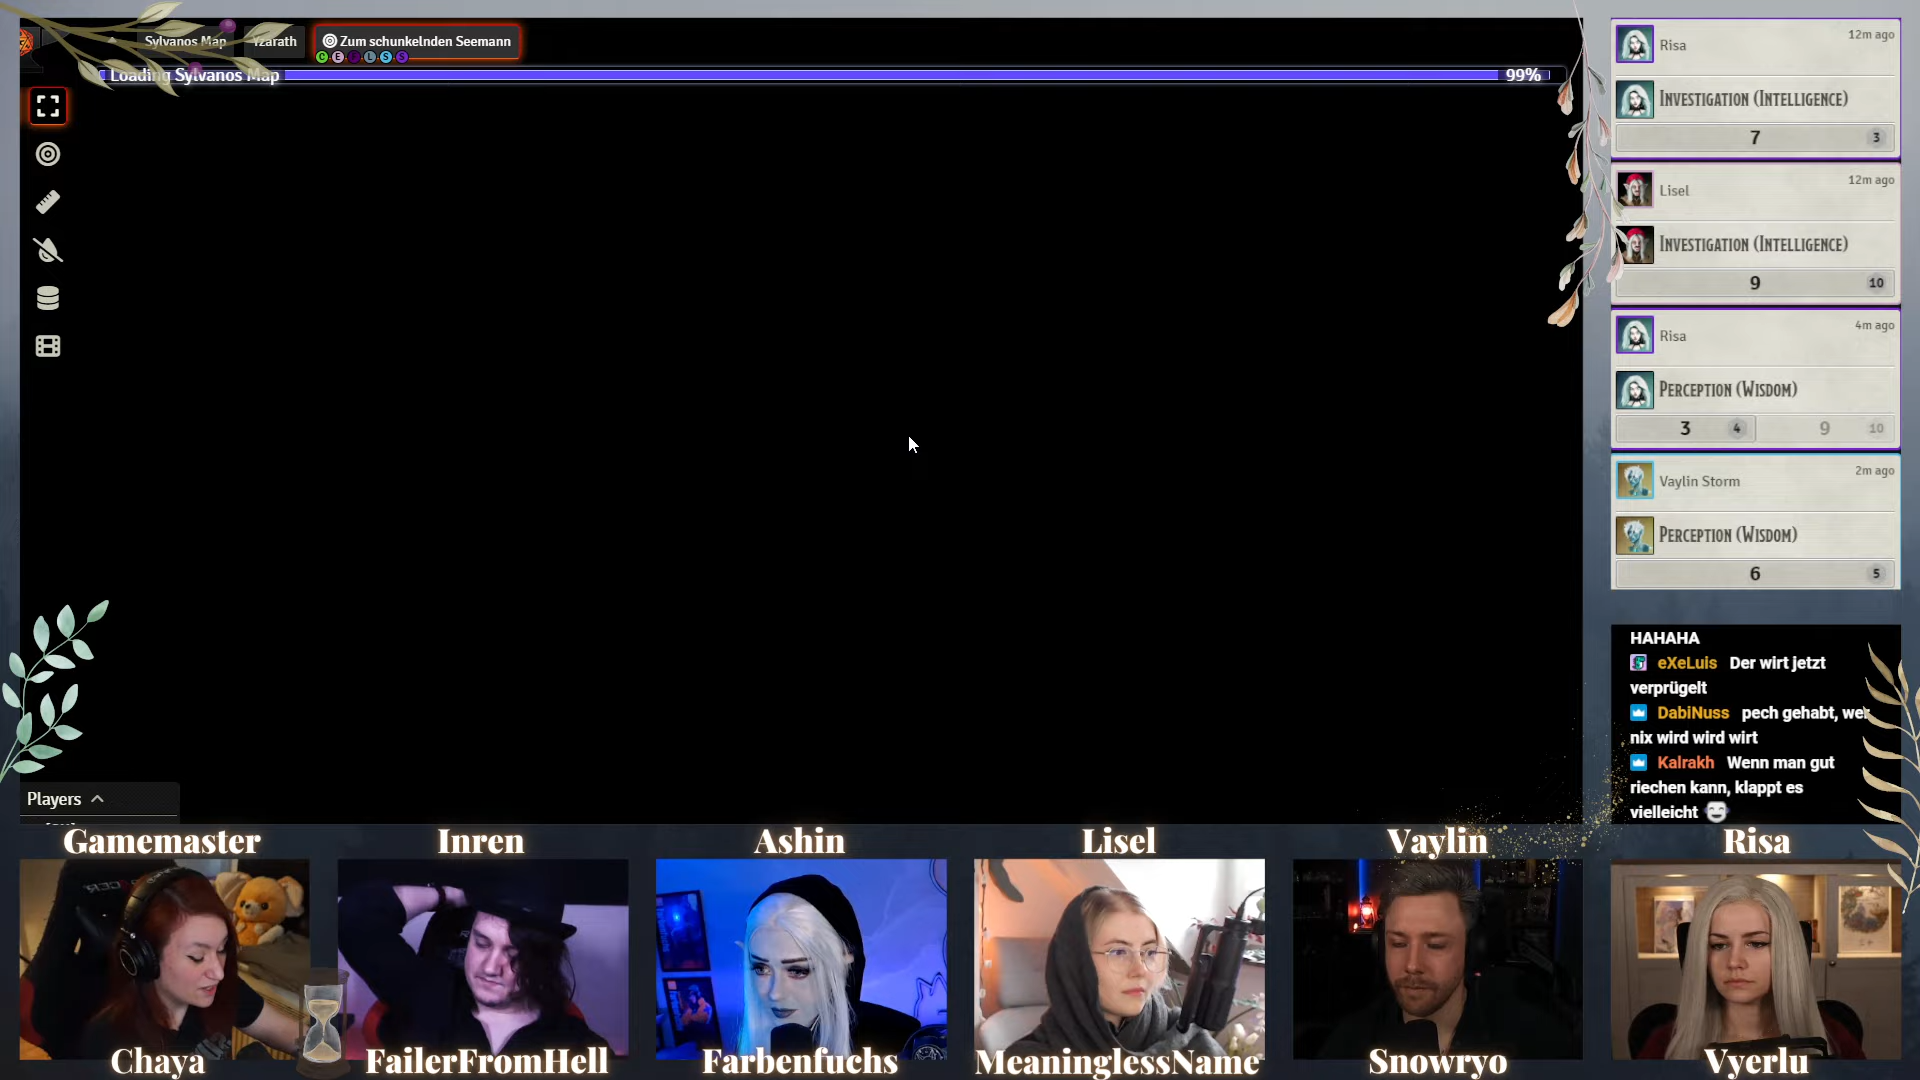 Sylvanos Map
Yzarath
Zum schunkelnden Seemann
C E L S S
Loading Sylvanos Map
99%
Players
Risa
12m ago
Investigation (Intelligence)
7
3
Lisel
12m ago
Investigation (Intelligence)
9
10
Risa
4m ago
Perception (Wisdom)
3 4 9 10
Vaylin Storm
2m ago
Perception (Wisdom)
6
5
HAHAHA
eXeLuis Der wirt jetzt
verprügelt
DabiNuss pech gehabt, wer
nix wird wird wirt
Kalrakh Wenn man gut
riechen kann, klappt es
vielleicht
Gamemaster
Inren
Ashin
Lisel
Vaylin
Risa
Chaya
FailerFromHell
Farbenfuchs
MeaninglessName
Snowryo
Vyerlu